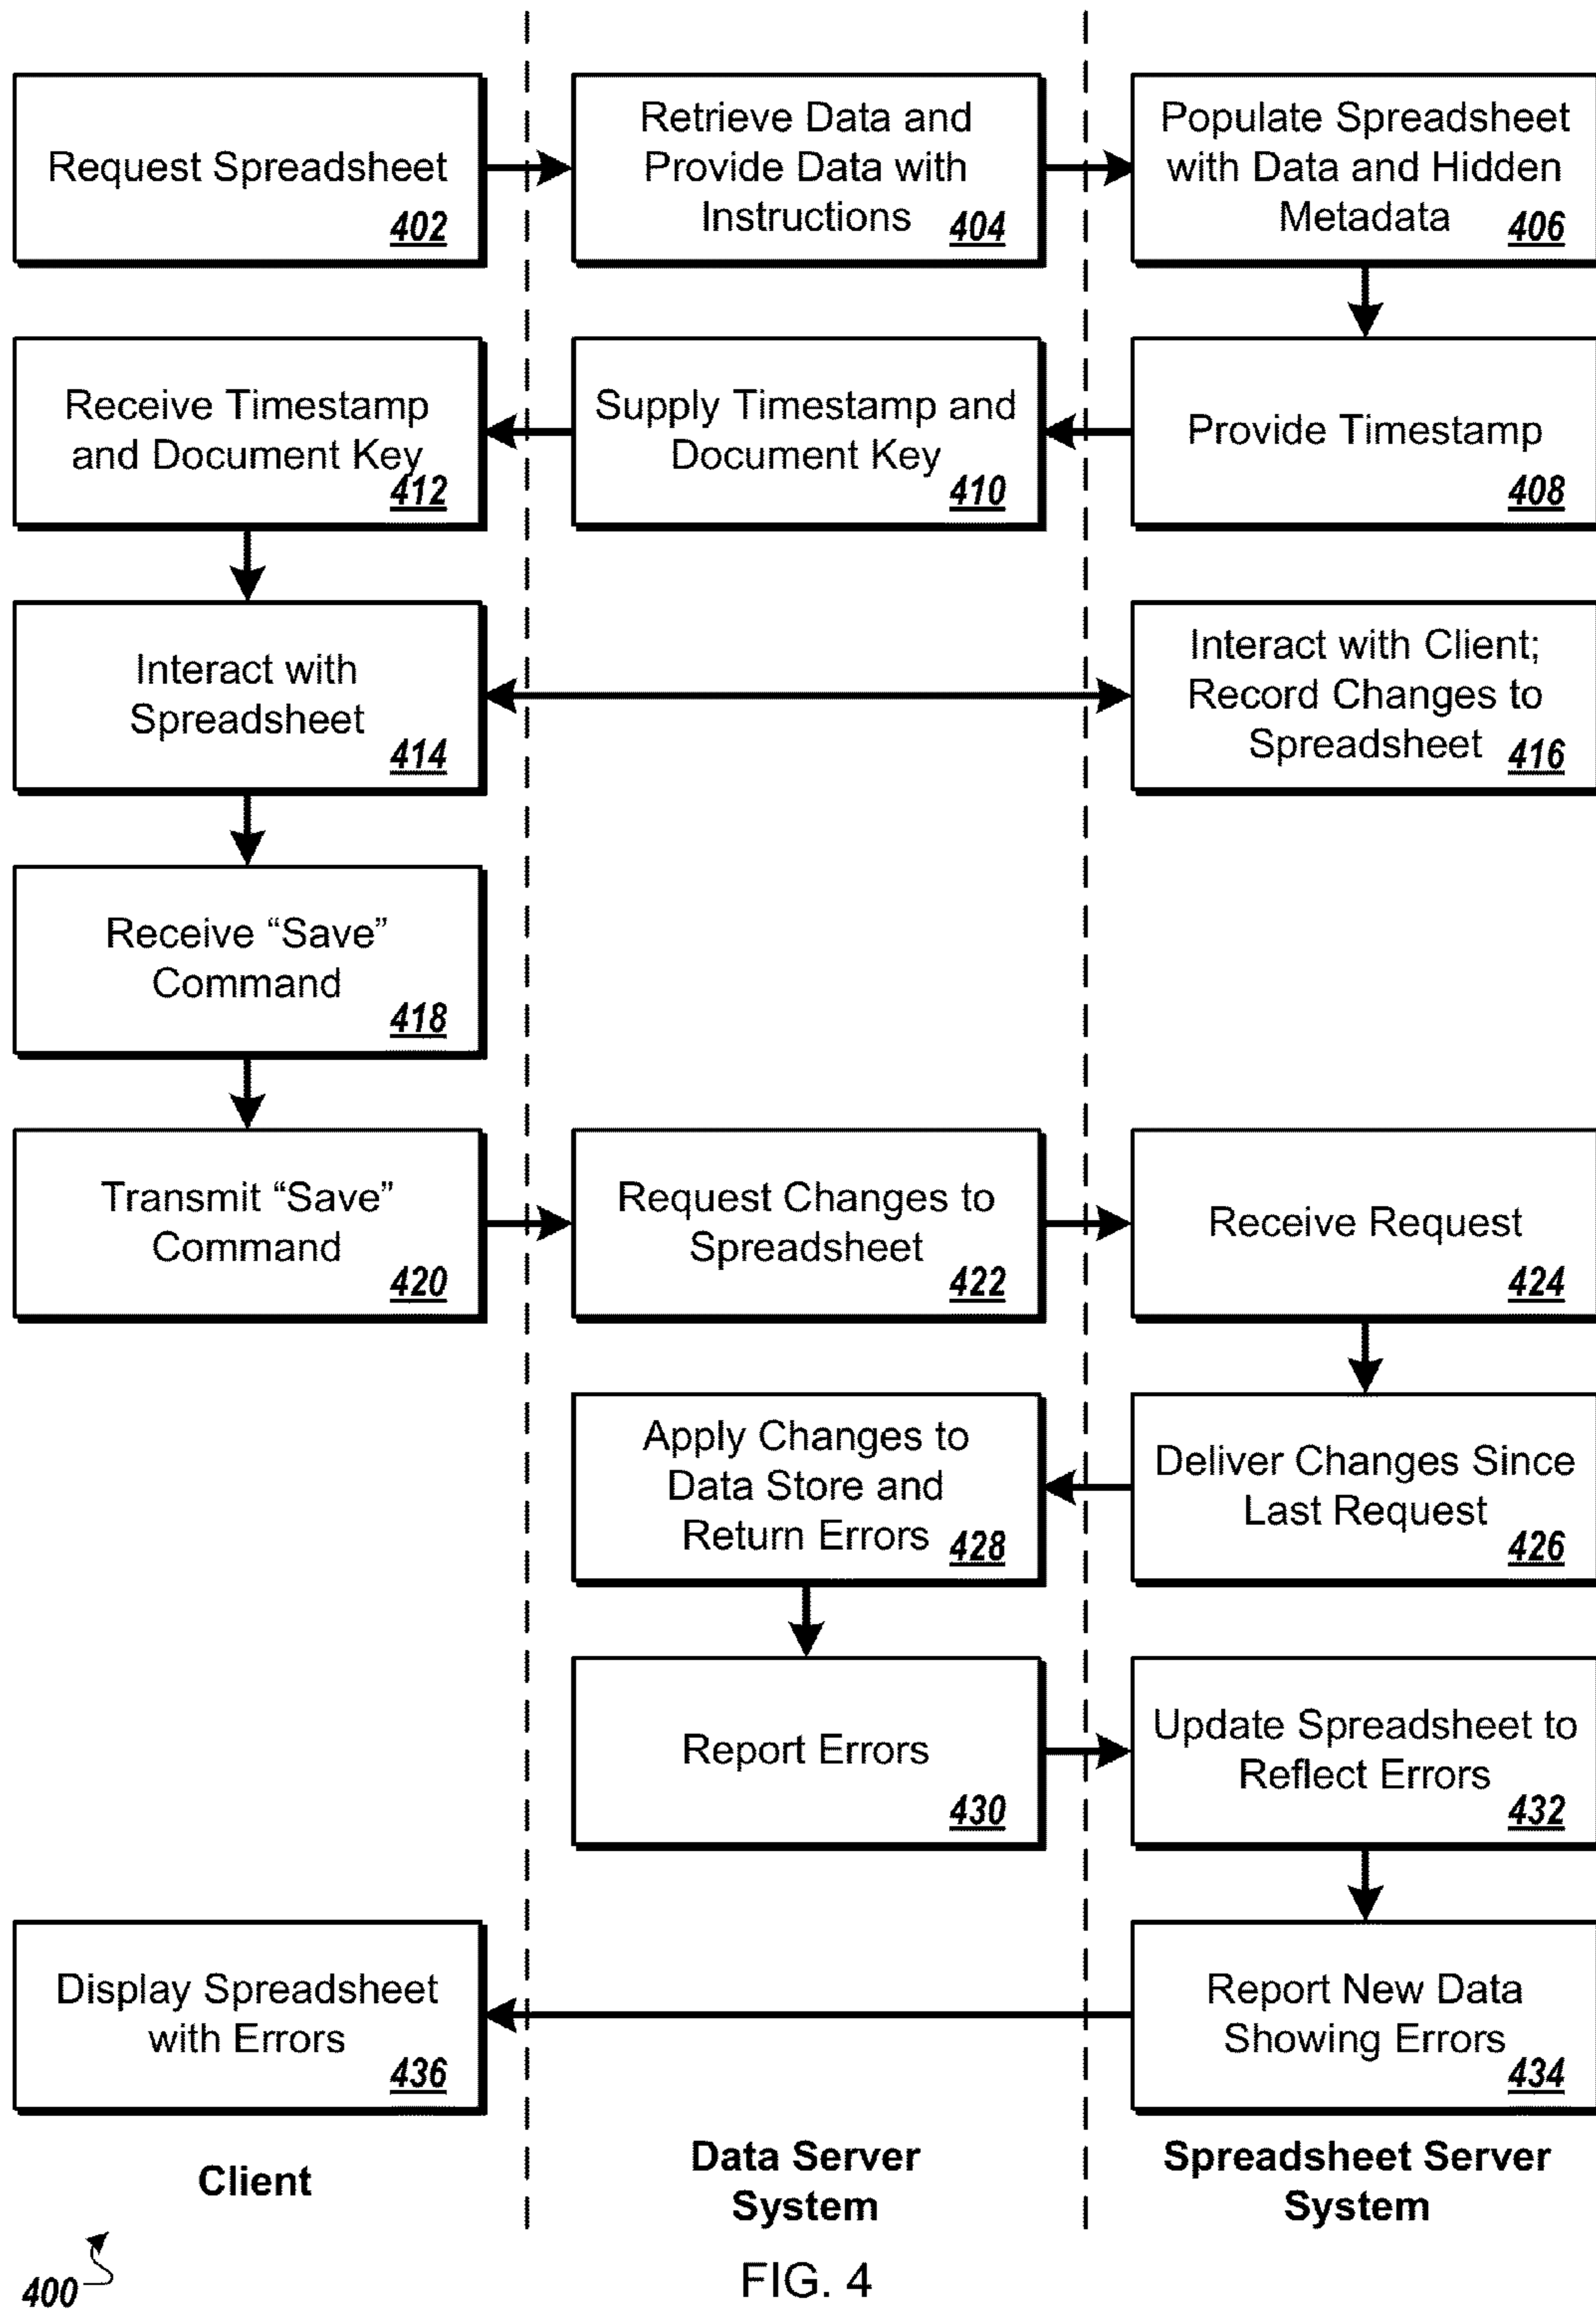 Request Spreadsheet
402
Retrieve Data and
Provide Data with
Instructions 404
Populate Spreadsheet
with Data and Hidden
Metadata 406
Receive Timestamp
and Document Key
412
Supply Timestamp and
Document Key
410
Provide Timestamp
408
Interact with
Spreadsheet
414
Interact with Client;
Record Changes to
Spreadsheet 416
Receive “Save”
Command
418
Transmit “Save”
Command
420
Request Changes to
Spreadsheet
422
Receive Request
424
Apply Changes to
Data Store and
Return Errors 428
Deliver Changes Since
Last Request
426
Report Errors
430
Update Spreadsheet to
Reflect Errors
432
Display Spreadsheet
with Errors
436
Report New Data
Showing Errors
434
Client
Data Server
System
Spreadsheet Server
System
400
FIG. 4